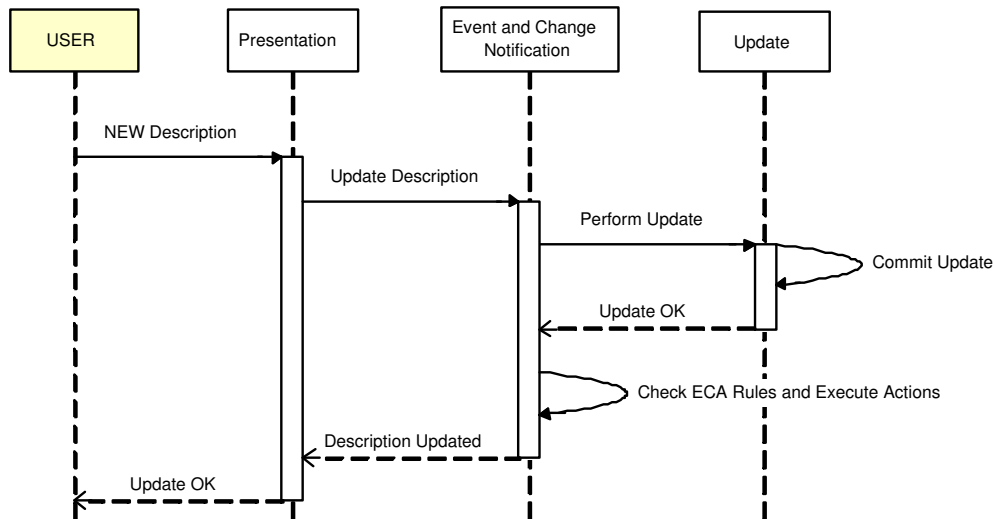 USER
Presentation
Event and Change
Notification
Update
NEW Description
Update Description
Perform Update
Commit Update
Update OK
Check ECA Rules and Execute Actions
Description Updated
Update OK